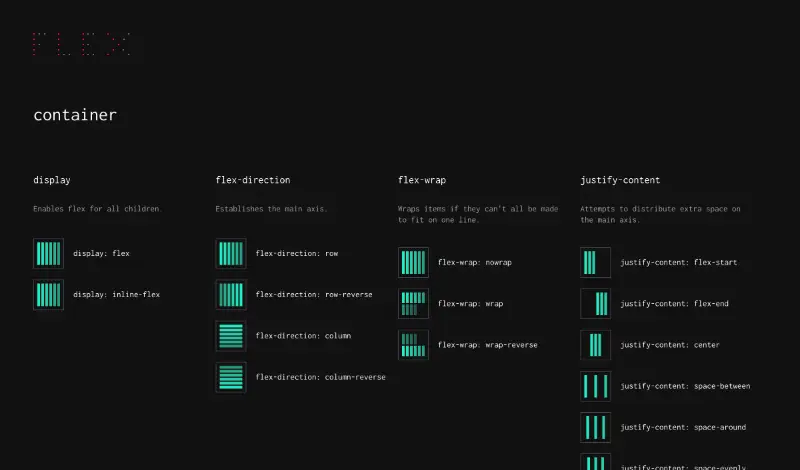 FLEX
container
display
Enables flex for all children.
display: flex
display: inline-flex
flex-direction
Establishes the main axis.
flex-direction: row
flex-direction: row-reverse
flex-direction: column
flex-direction: column-reverse
flex-wrap
Wraps items if they can't all be made
to fit on one line.
flex-wrap: nowrap
flex-wrap: wrap
flex-wrap: wrap-reverse
justify-content
Attempts to distribute extra space on
the main axis.
justify-content: flex-start
justify-content: flex-end
justify-content: center
justify-content: space-between
justify-content: space-around
justify-content: space-evenly